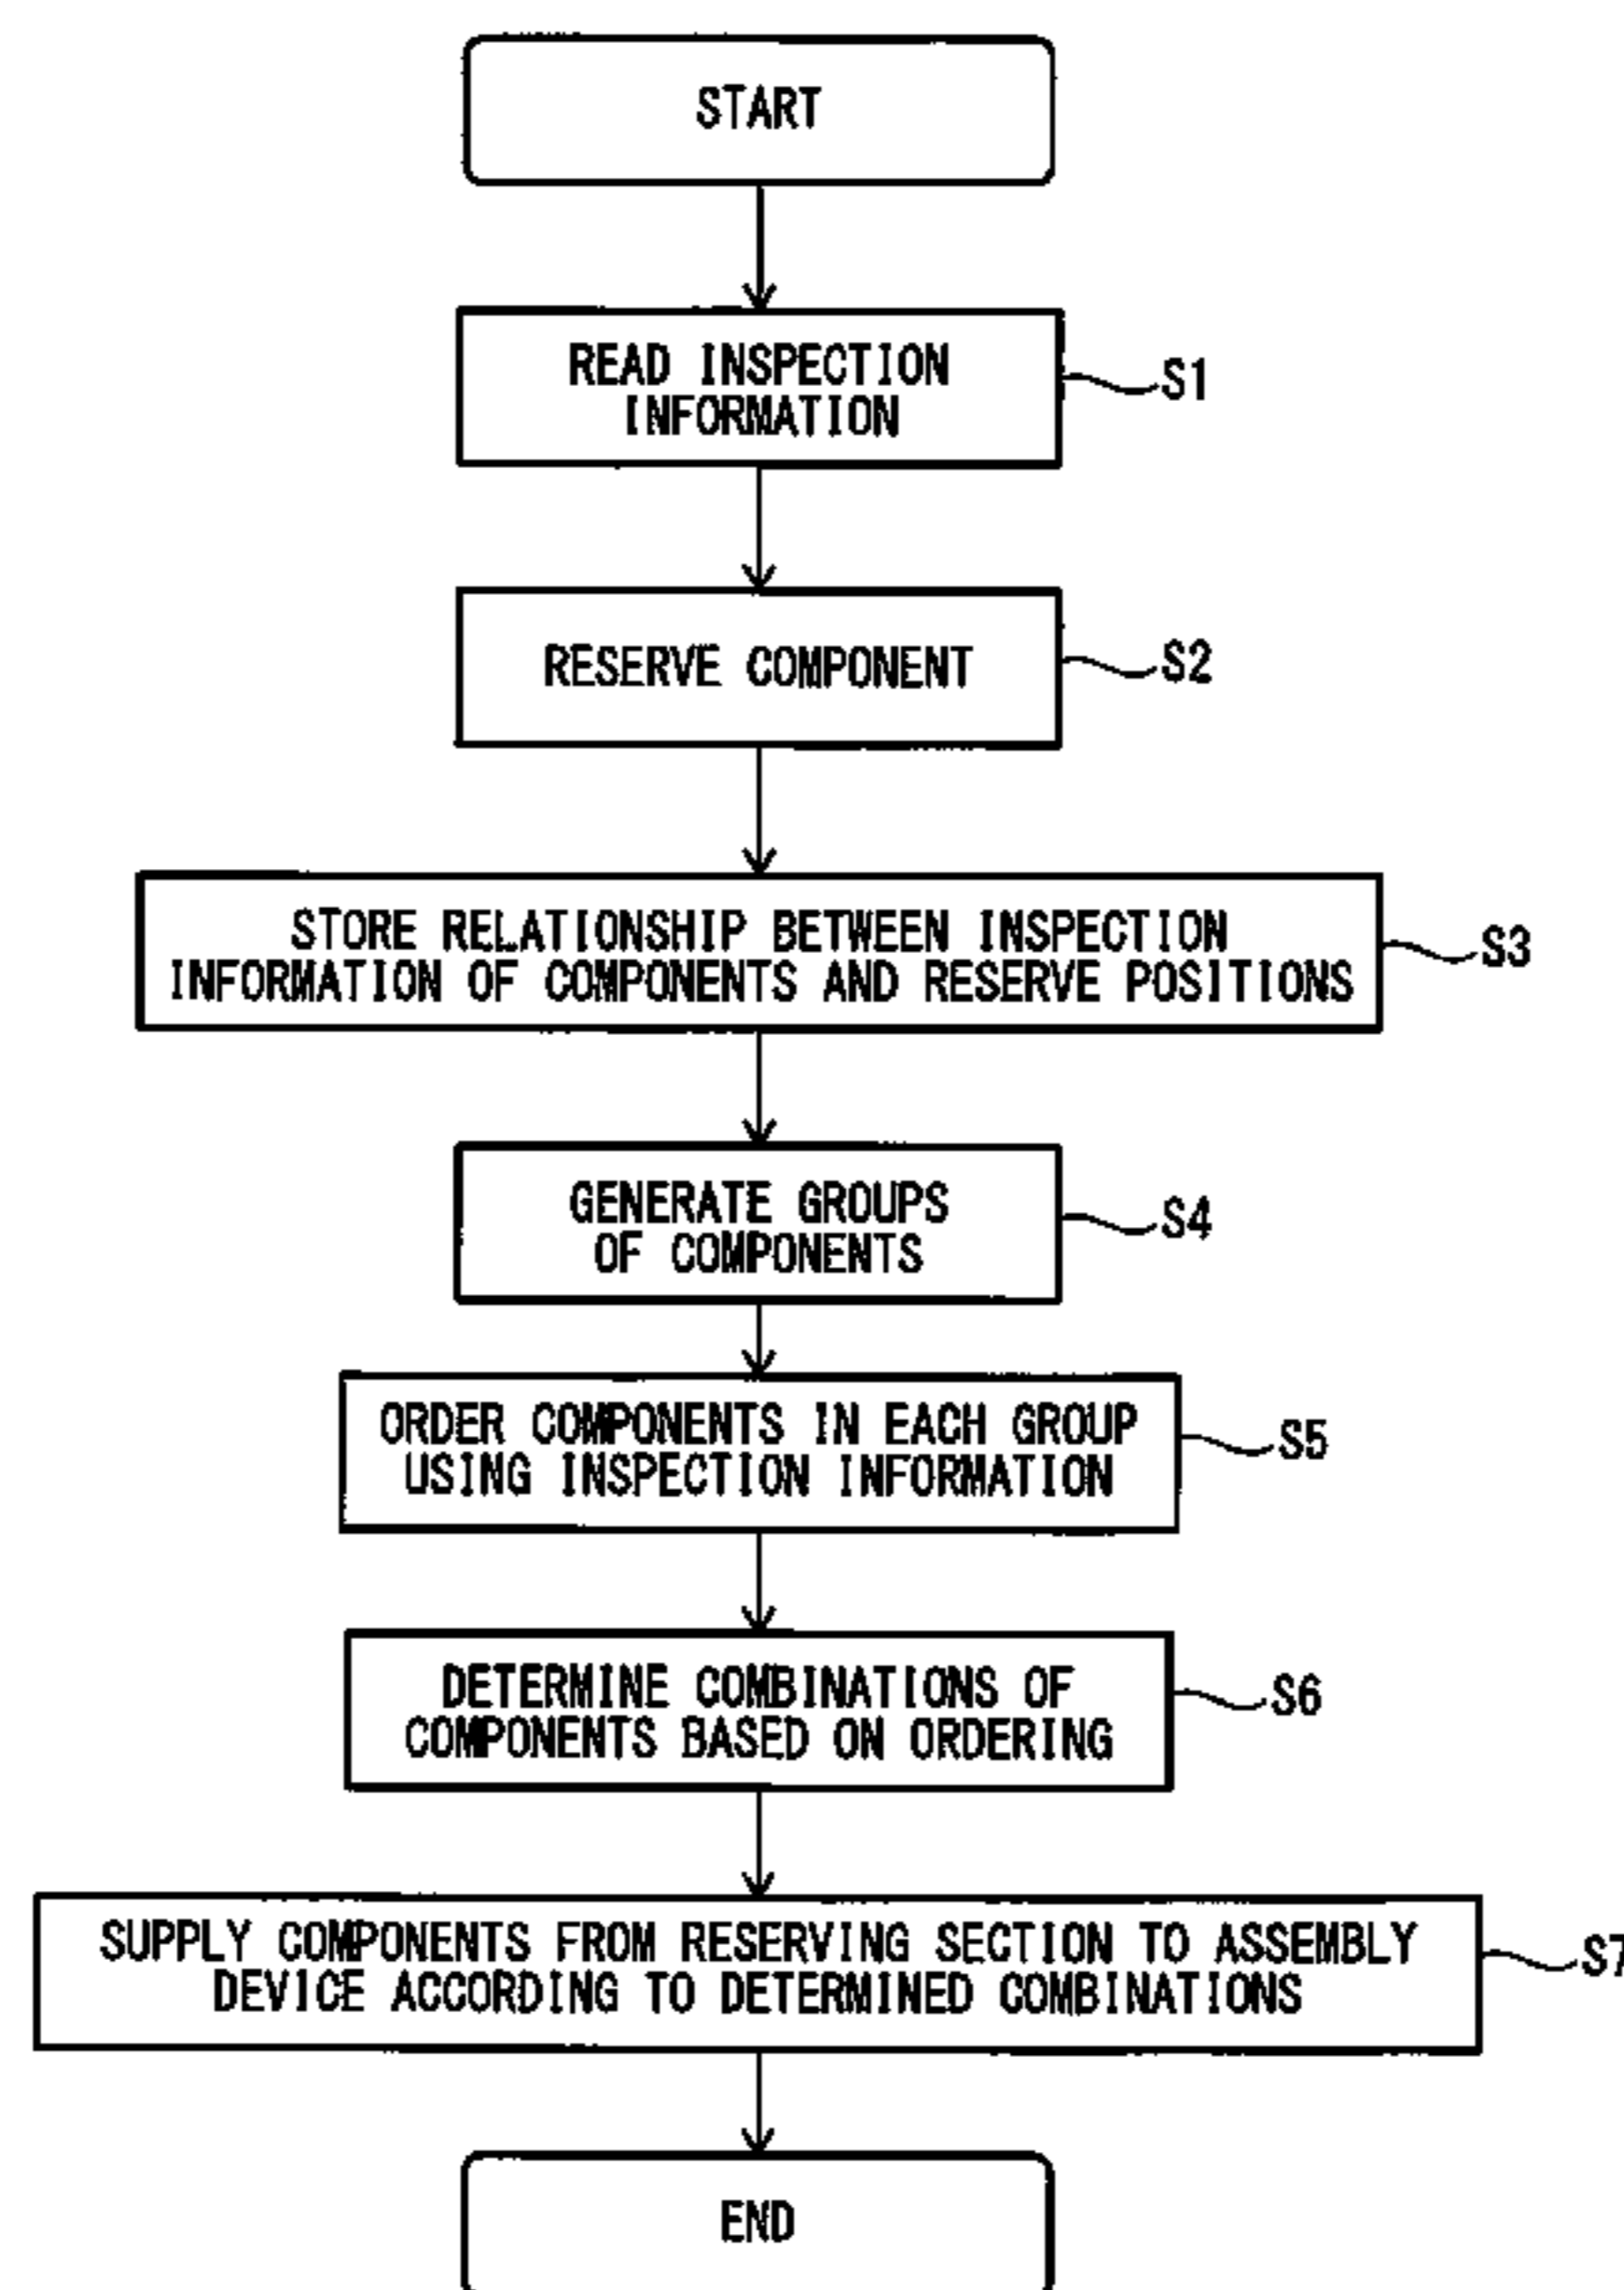 START
READ INSPECTION
INFORMATION
S1
RESERVE COMPONENT
S2
STORE RELATIONSHIP BETWEEN INSPECTION
INFORMATION OF COMPONENTS AND RESERVE POSITIONS
S3
GENERATE GROUPS
OF COMPONENTS
S4
ORDER COMPONENTS IN EACH GROUP
USING INSPECTION INFORMATION
S5
DETERMINE COMBINATIONS OF
COMPONENTS BASED ON ORDERING
S6
SUPPLY COMPONENTS FROM RESERVING SECTION TO ASSEMBLY
DEVICE ACCORDING TO DETERMINED COMBINATIONS
S7
END